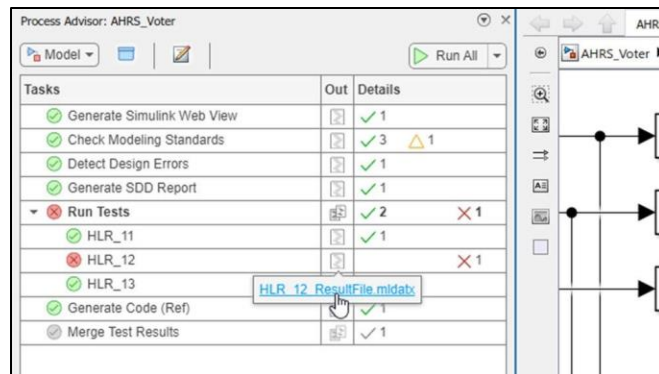 Process Advisor: AHRS_Voter
Model
Run All
AHR
AHRS_Voter
Tasks Out Details
Generate Simulink Web View 1
Check Modeling Standards 3 1
Detect Design Errors 1
Generate SDD Report 1
Run Tests 2 1
HLR_11 1
HLR_12 1
HLR_13
HLR_12_ResultFile.mldatx
Generate Code (Ref) 1
Merge Test Results 1